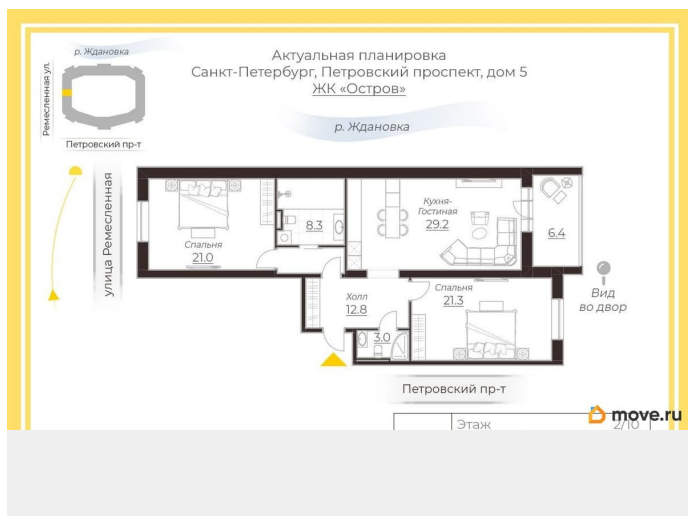 р. Ждановка
Ремесленная ул.
Петровский пр-т
Актуальная планировка
Санкт-Петербург, Петровский проспект, дом 5
ЖК «Остров»
р. Ждановка
улица Ремесленная
Спальня
21.0
8.3
Кухня-
Гостиная
29.2
6.4
Холл
12.8
Спальня
21.3
3.0
Вид
во двор
Петровский пр-т
Этаж
2/10
move.ru